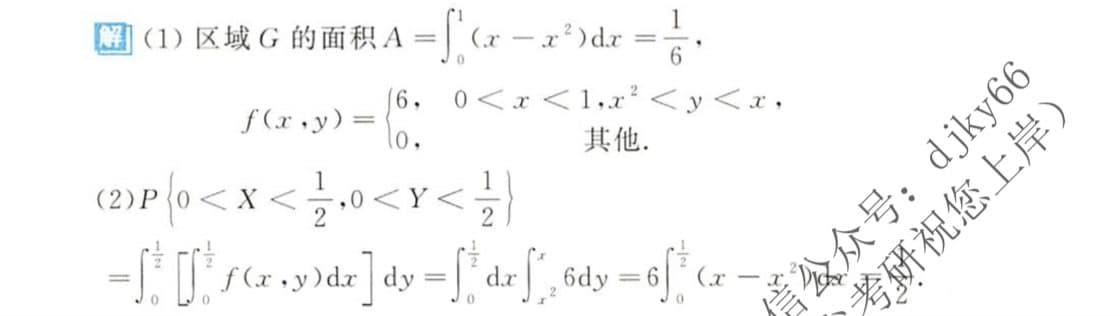 解 (1) 区域 G 的面积 A = ∫₀¹ (x − x²)dx = 1/6,
f(x,y) = { 6, 0 < x < 1, x² < y < x,
0, 其他.
(2) P{0 < X < 1/2, 0 < Y < 1/2}
= ∫₀^{1/2} [∫₀^{1/2} f(x,y)dx] dy = ∫₀^{1/2} dx ∫_{x²}^{x} 6dy = 6∫₀^{1/2} (x − x²)dx = 2.
信公众号：djky66
考研祝您上岸）